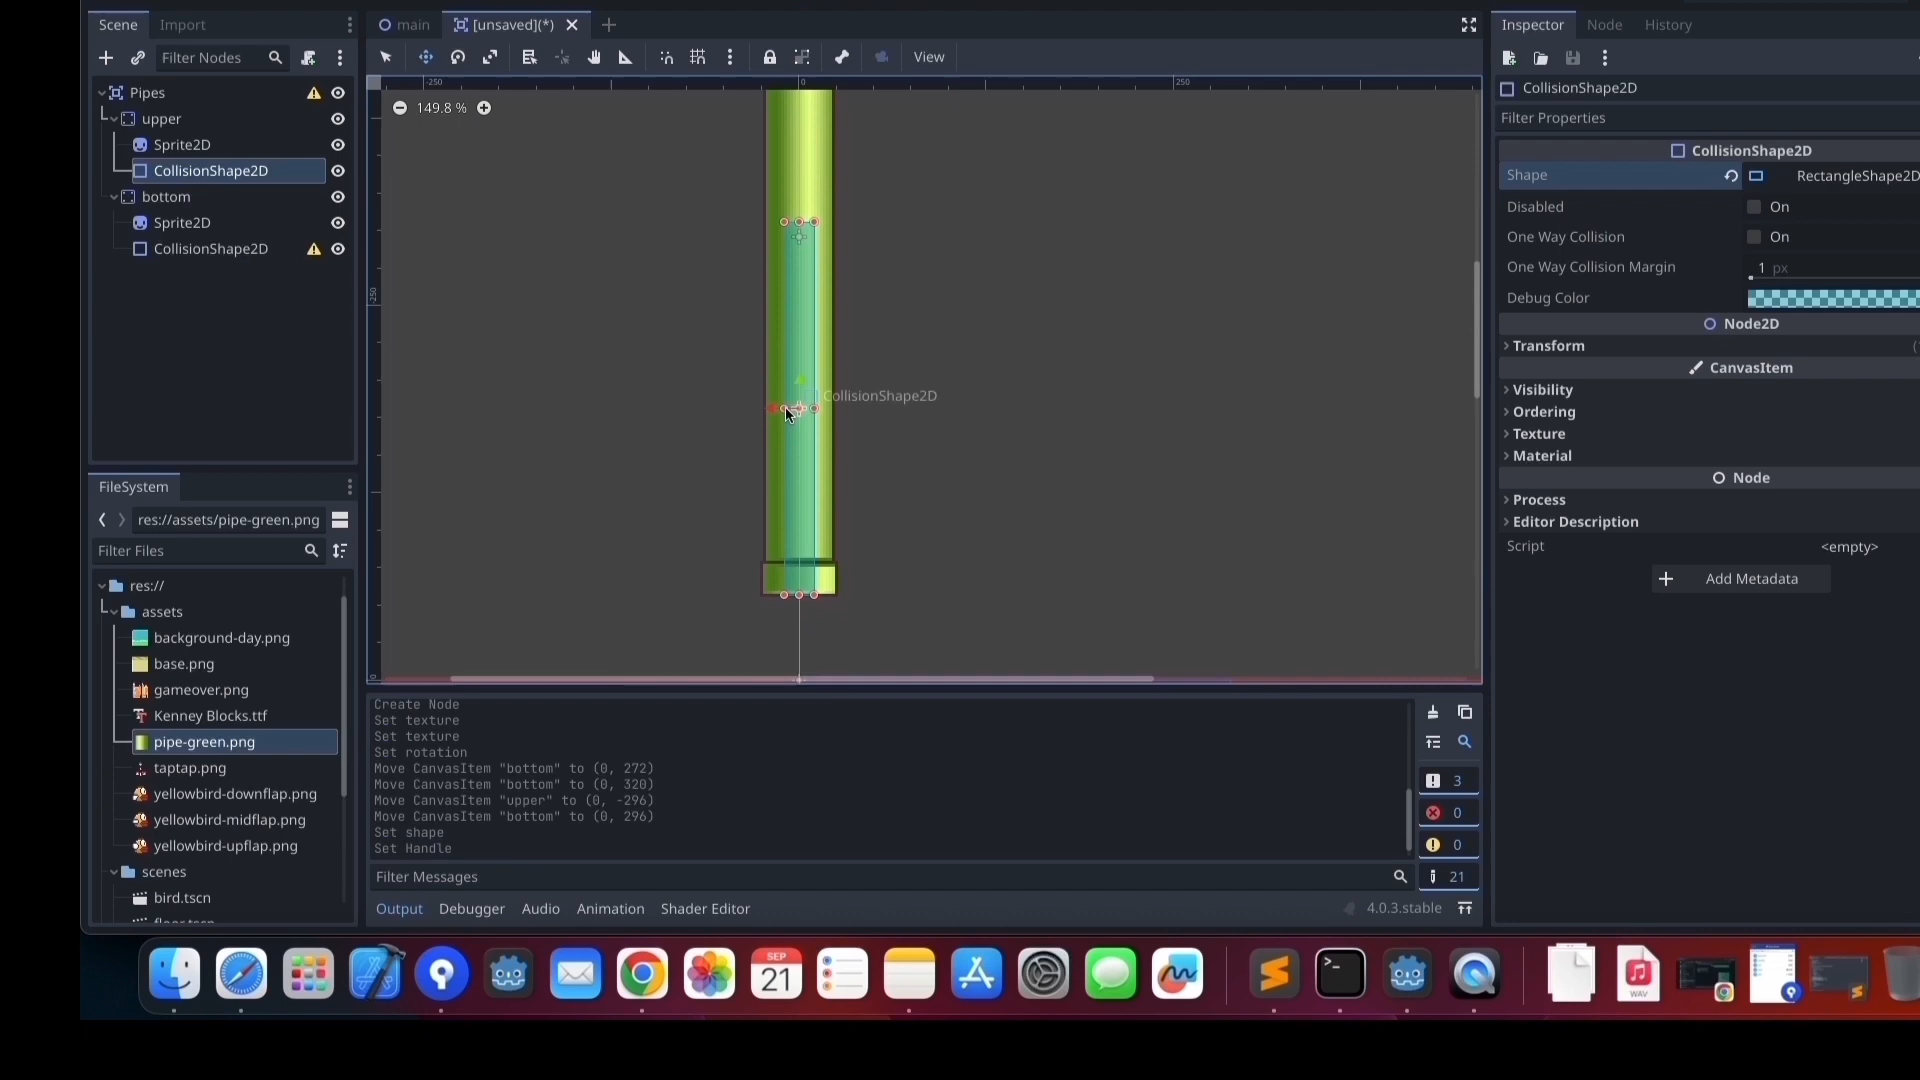 Scene
Import
main
[unsaved](*)
Inspector
Node
History
Filter Nodes
View
Pipes
upper
Sprite2D
CollisionShape2D
bottom
Sprite2D
CollisionShape2D
-250
0
250
149.8 %
-250
0
CollisionShape2D
CollisionShape2D
Filter Properties
CollisionShape2D
Shape
RectangleShape2D
Disabled
On
One Way Collision
On
One Way Collision Margin
1 px
Debug Color
Node2D
Transform
CanvasItem
Visibility
Ordering
Texture
Material
Node
Process
Editor Description
Script
<empty>
Add Metadata
FileSystem
res://assets/pipe-green.png
Filter Files
res://
assets
background-day.png
base.png
gameover.png
Kenney Blocks.ttf
pipe-green.png
taptap.png
yellowbird-downflap.png
yellowbird-midflap.png
yellowbird-upflap.png
scenes
bird.tscn
floor.tscn
Create Node
Set texture
Set texture
Set rotation
Move CanvasItem "bottom" to (0, 272)
Move CanvasItem "bottom" to (0, 320)
Move CanvasItem "upper" to (0, -296)
Move CanvasItem "bottom" to (0, 296)
Set shape
Set Handle
3
0
0
21
Filter Messages
Output
Debugger
Audio
Animation
Shader Editor
4.0.3.stable
SEP
21
WAV